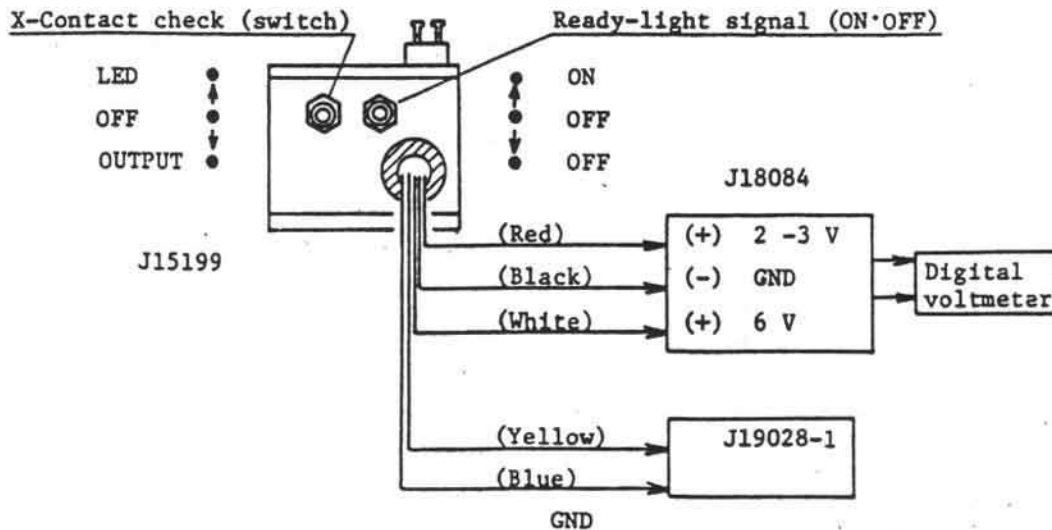 X-Contact check (switch)
Ready-light signal (ON·OFF)
LED
ON
OFF
OFF
OUTPUT
OFF
J15199
J18084
(Red)
(+) 2 -3 V
(Black)
(-) GND
(White)
(+) 6 V
Digital
voltmeter
(Yellow)
J19028-1
(Blue)
GND